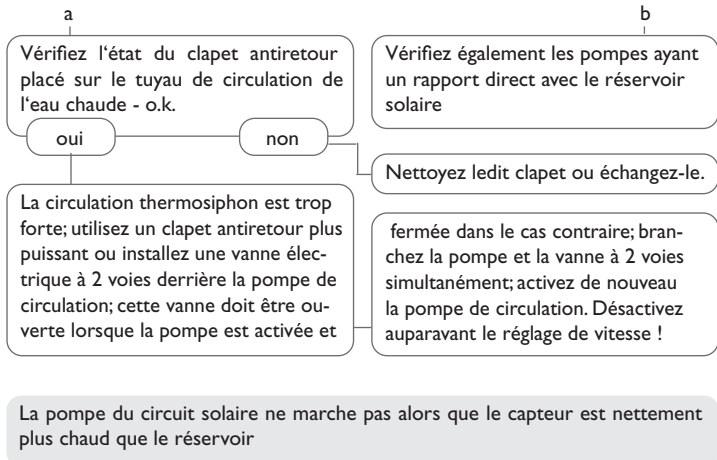 a
b
Vérifiez l‘état du clapet antiretour
placé sur le tuyau de circulation de
l‘eau chaude - o.k.
Vérifiez également les pompes ayant
un rapport direct avec le réservoir
solaire
oui
non
Nettoyez ledit clapet ou échangez-le.
La circulation thermosiphon est trop
forte; utilisez un clapet antiretour plus
puissant ou installez une vanne élec-
trique à 2 voies derrière la pompe de
circulation; cette vanne doit être ou-
verte lorsque la pompe est activée et
fermée dans le cas contraire; bran-
chez la pompe et la vanne à 2 voies
simultanément; activez de nouveau
la pompe de circulation. Désactivez
auparavant le réglage de vitesse !
La pompe du circuit solaire ne marche pas alors que le capteur est nettement
plus chaud que le réservoir